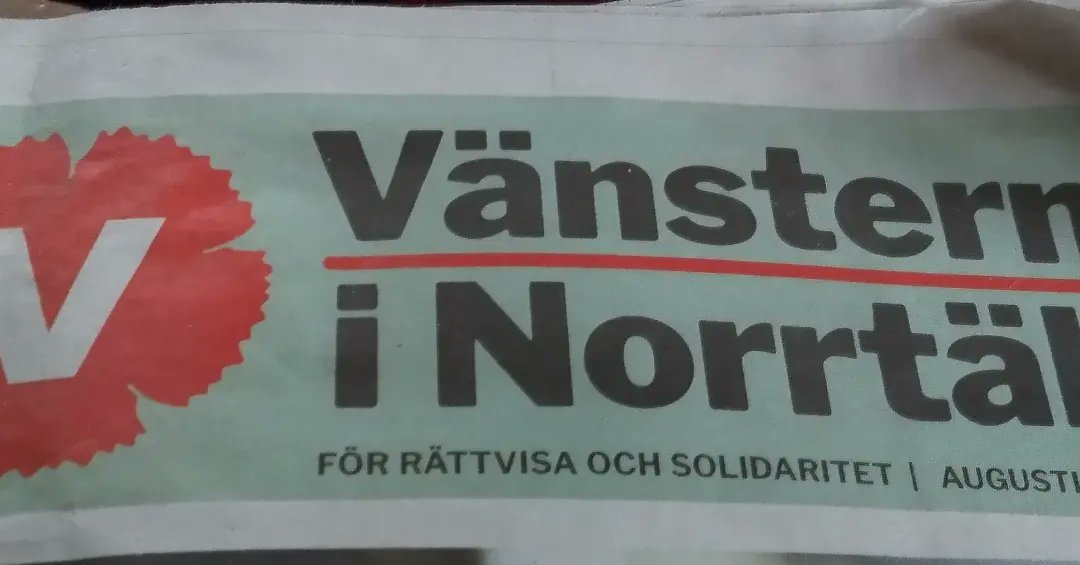 V
Vänstern
i Norrtäl
FÖR RÄTTVISA OCH SOLIDARITET | AUGUSTI